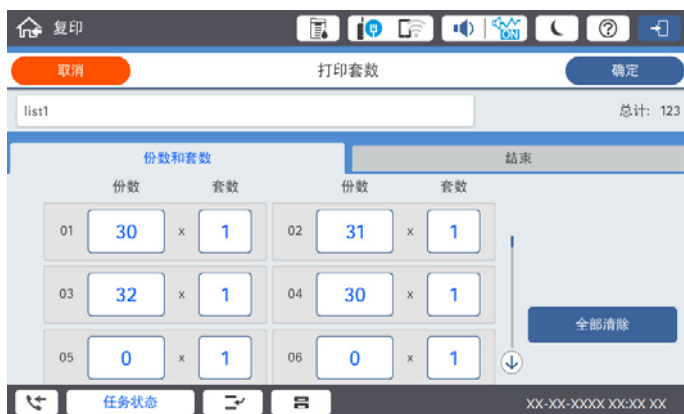 复印
ON
取消 打印套数 确定
list1 总计: 123
份数和套数 结束
份数 套数 份数 套数
01 30 x 1 02 31 x 1
03 32 x 1 04 30 x 1
全部清除
05 0 x 1 06 0 x 1
任务状态 XX-XX-XXXX XX:XX XX